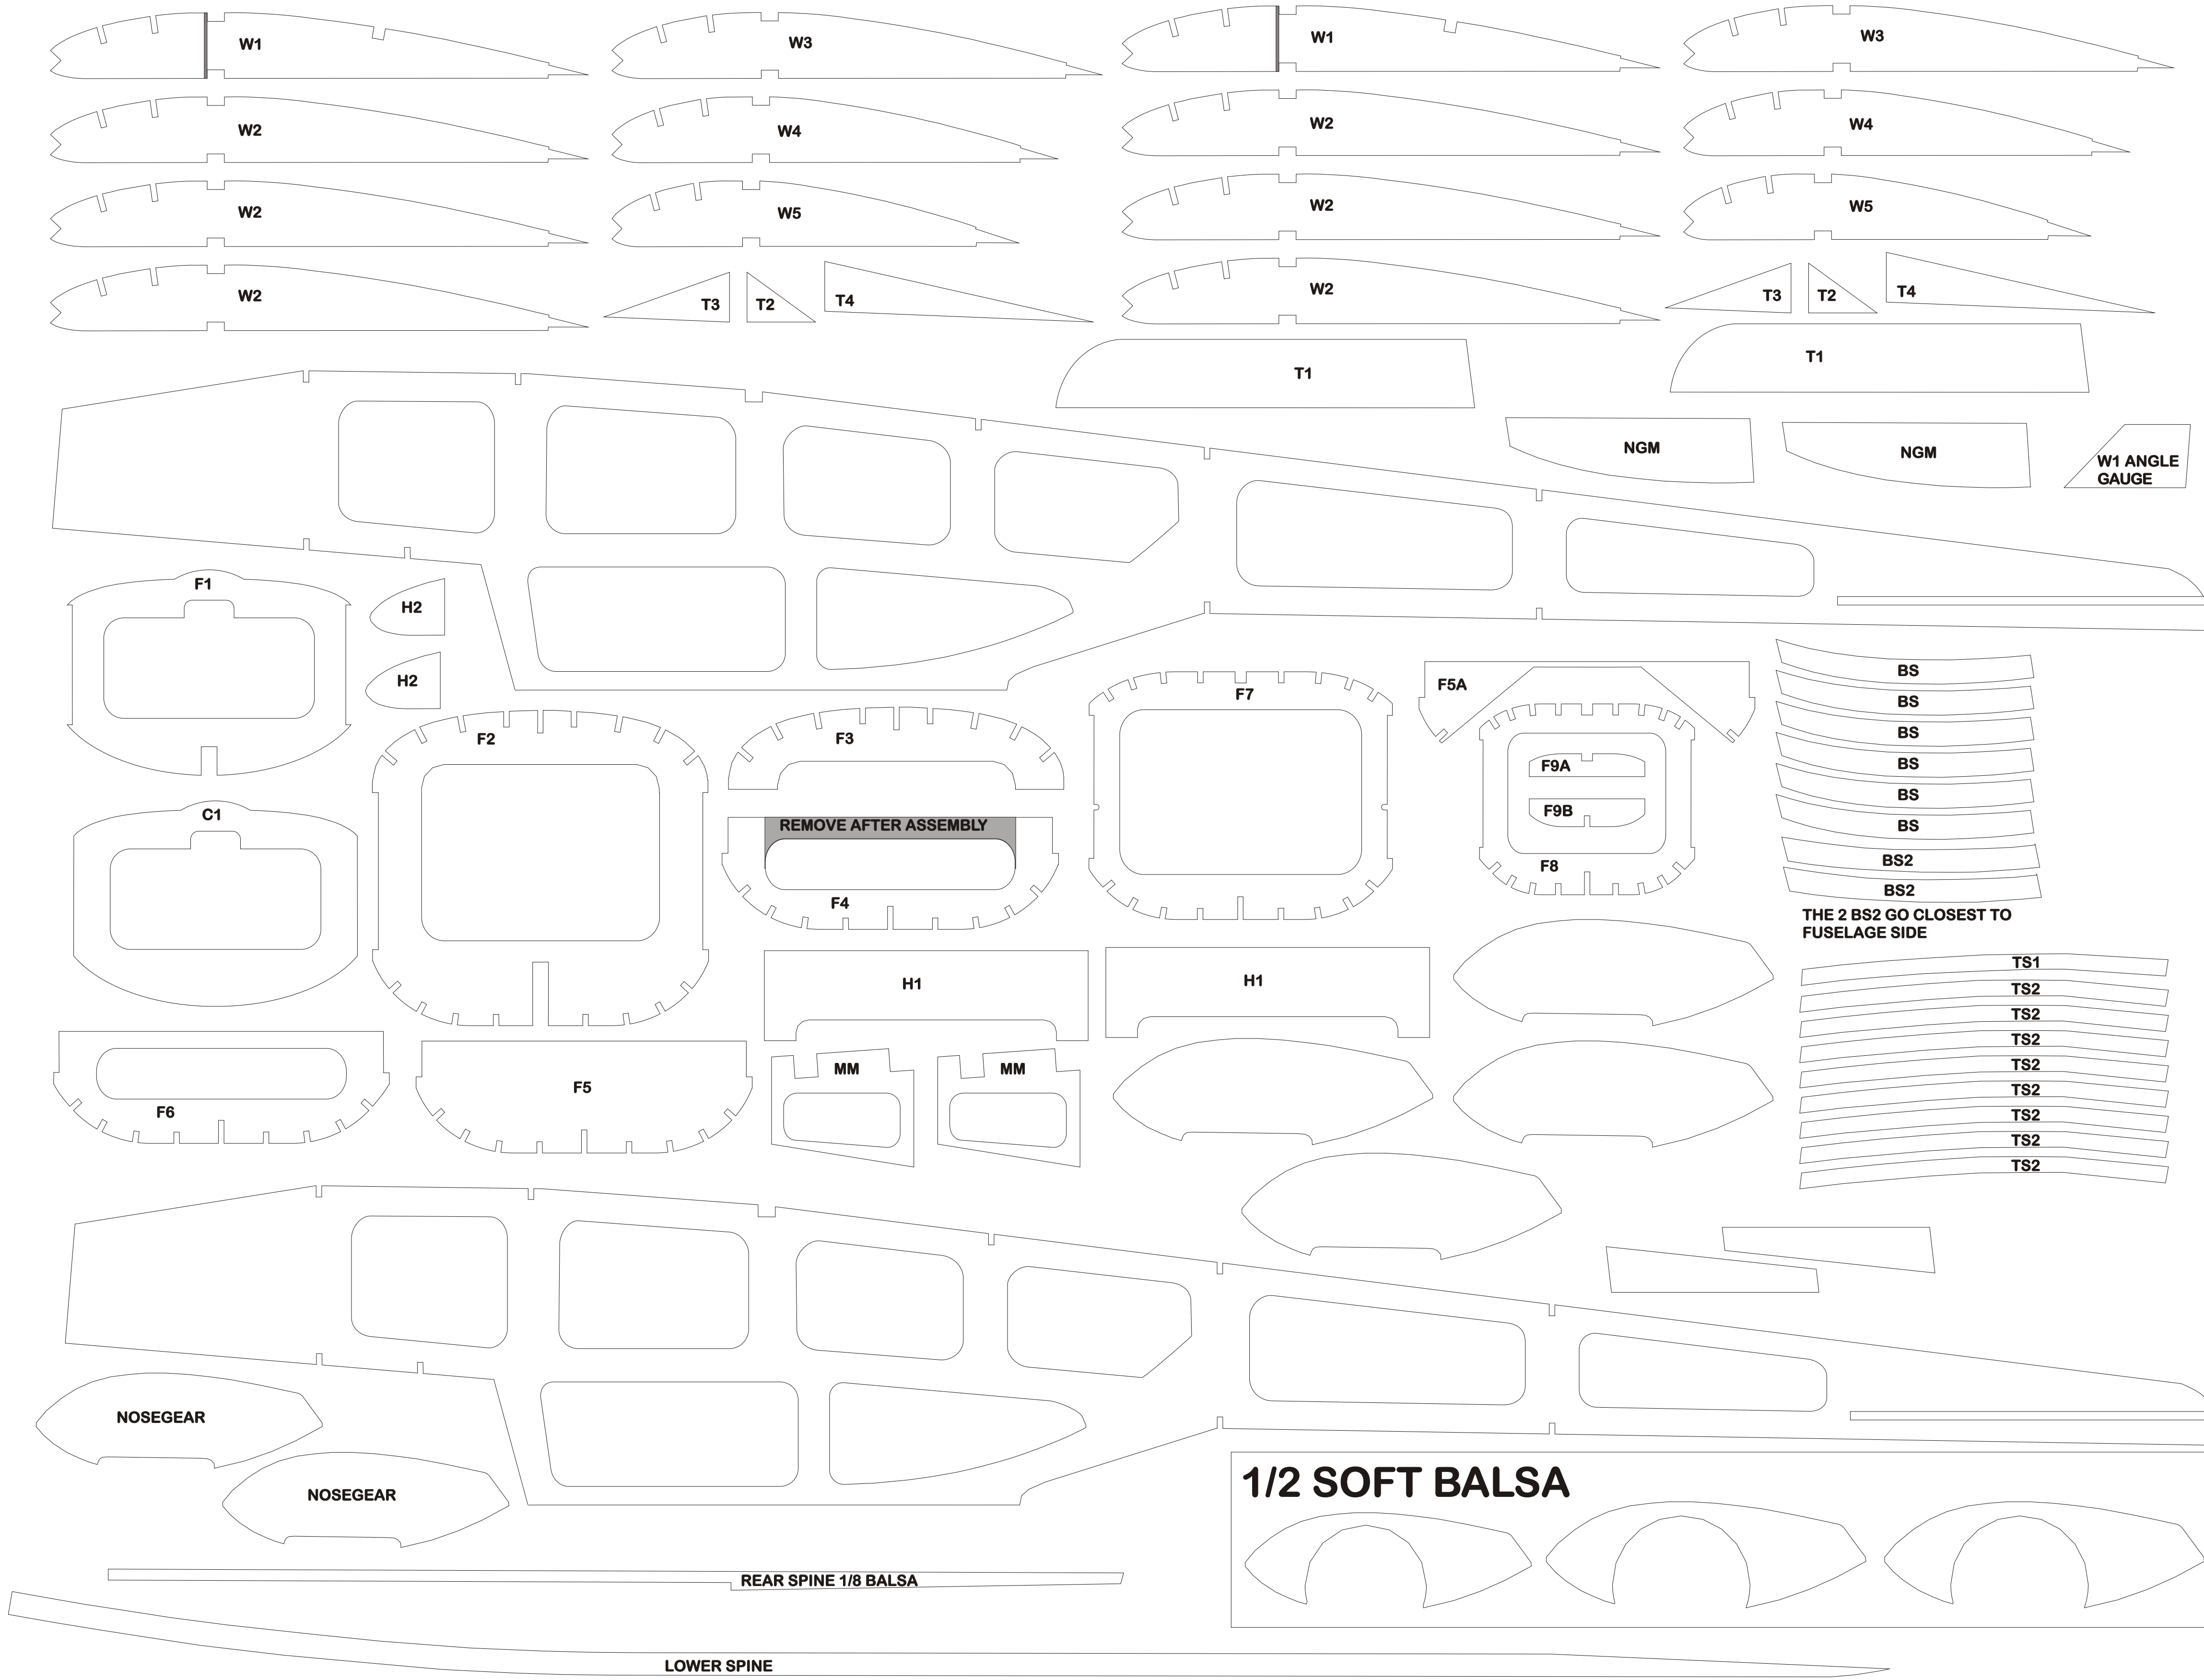 W1
W3
W1
W3
W2
W4
W2
W4
W2
W5
W2
W5
W2
T3
T2
T4
W2
T3
T2
T4
T1
T1
NGM
NGM
W1 ANGLE
GAUGE
F1
H2
H2
F7
F5A
BS
BS
BS
BS
BS
BS
BS2
BS2
THE 2 BS2 GO CLOSEST TO
FUSELAGE SIDE
F2
F3
F9A
F9B
F8
C1
REMOVE AFTER ASSEMBLY
F4
H1
H1
TS1
TS2
TS2
TS2
TS2
TS2
TS2
TS2
TS2
F6
F5
MM
MM
NOSEGEAR
NOSEGEAR
1/2 SOFT BALSA
REAR SPINE 1/8 BALSA
LOWER SPINE